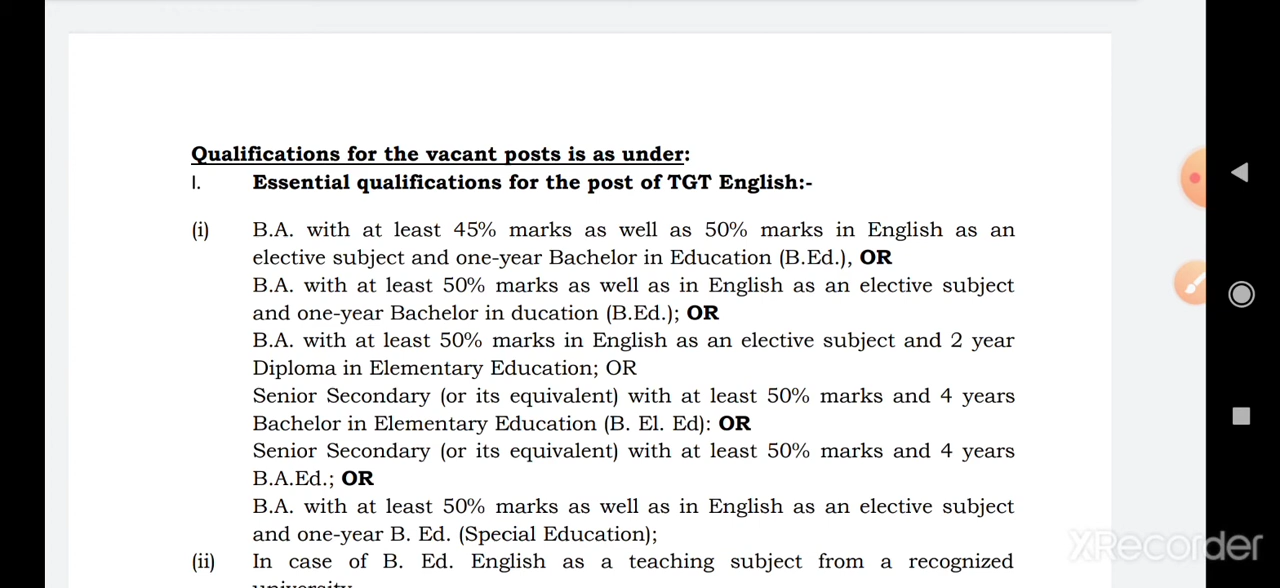 Qualifications for the vacant posts is as under:
I. Essential qualifications for the post of TGT English:-
(i) B.A. with at least 45% marks as well as 50% marks in English as an
elective subject and one-year Bachelor in Education (B.Ed.), OR
B.A. with at least 50% marks as well as in English as an elective subject
and one-year Bachelor in ducation (B.Ed.); OR
B.A. with at least 50% marks in English as an elective subject and 2 year
Diploma in Elementary Education; OR
Senior Secondary (or its equivalent) with at least 50% marks and 4 years
Bachelor in Elementary Education (B. El. Ed): OR
Senior Secondary (or its equivalent) with at least 50% marks and 4 years
B.A.Ed.; OR
B.A. with at least 50% marks as well as in English as an elective subject
and one-year B. Ed. (Special Education);
(ii) In case of B. Ed. English as a teaching subject from a recognized
university
XRecorder